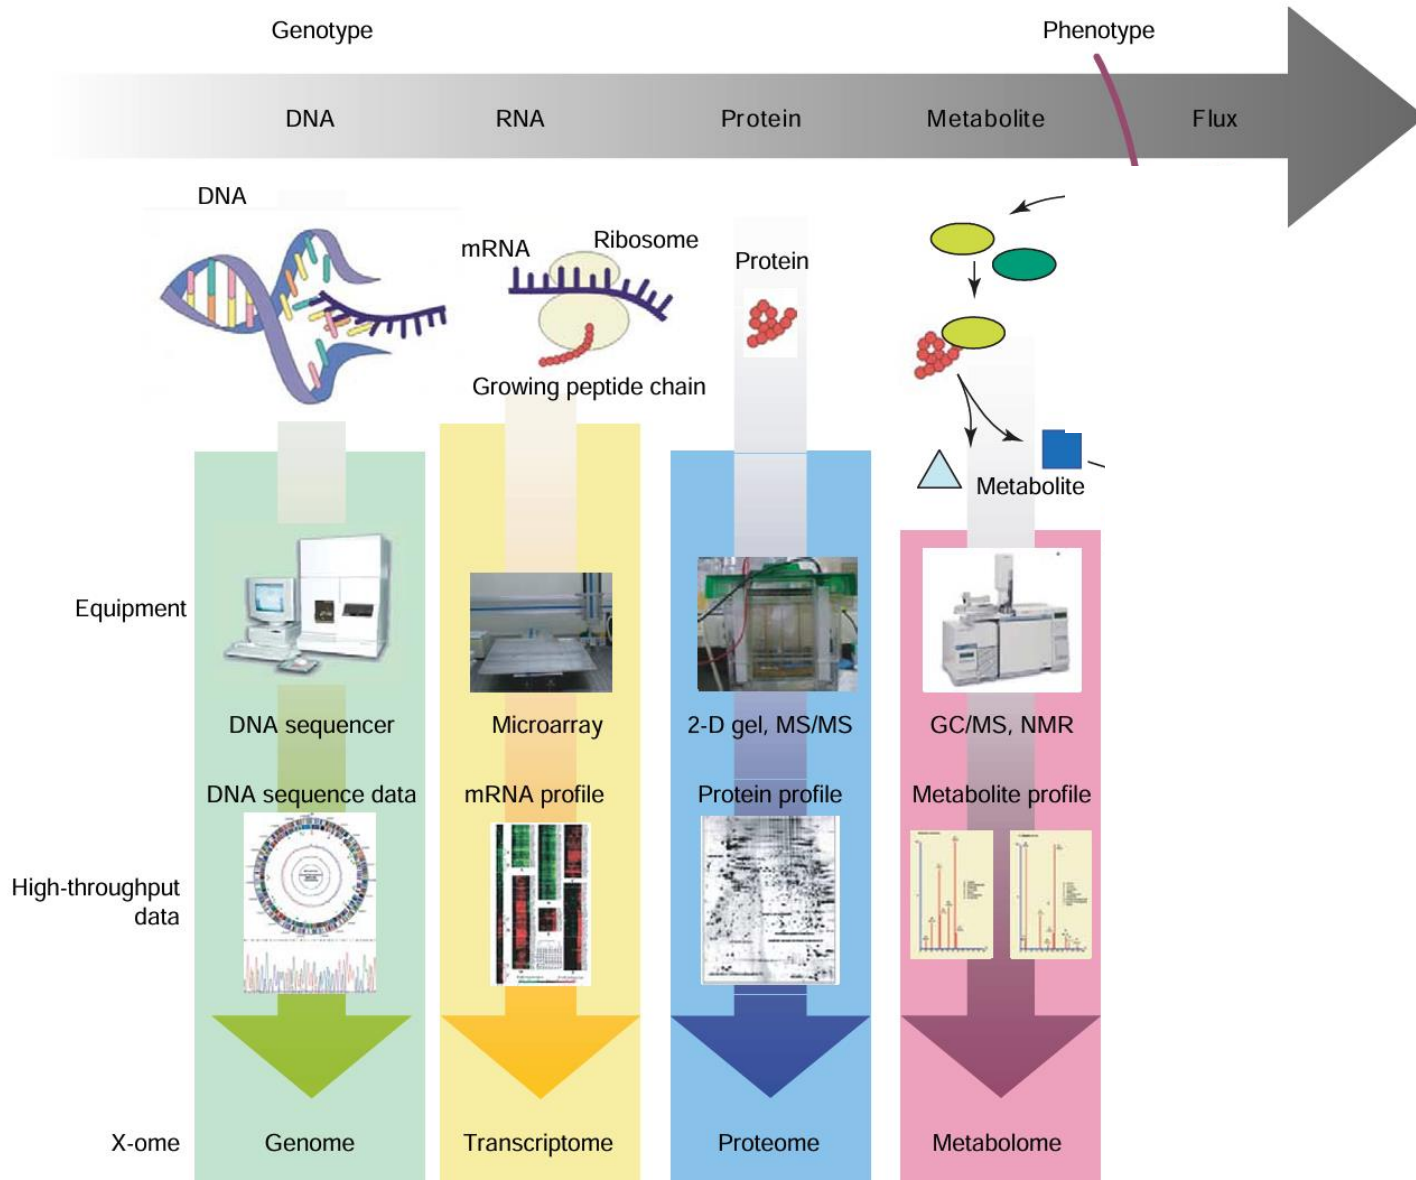 Genotype
Phenotype
DNA
RNA
Protein
Metabolite
Flux
DNA
mRNA
Ribosome
Growing peptide chain
Protein
Metabolite
Equipment
DNA sequencer
Microarray
2-D gel, MS/MS
GC/MS, NMR
DNA sequence data
mRNA profile
Protein profile
Metabolite profile
High-throughput
data
X-ome
Genome
Transcriptome
Proteome
Metabolome